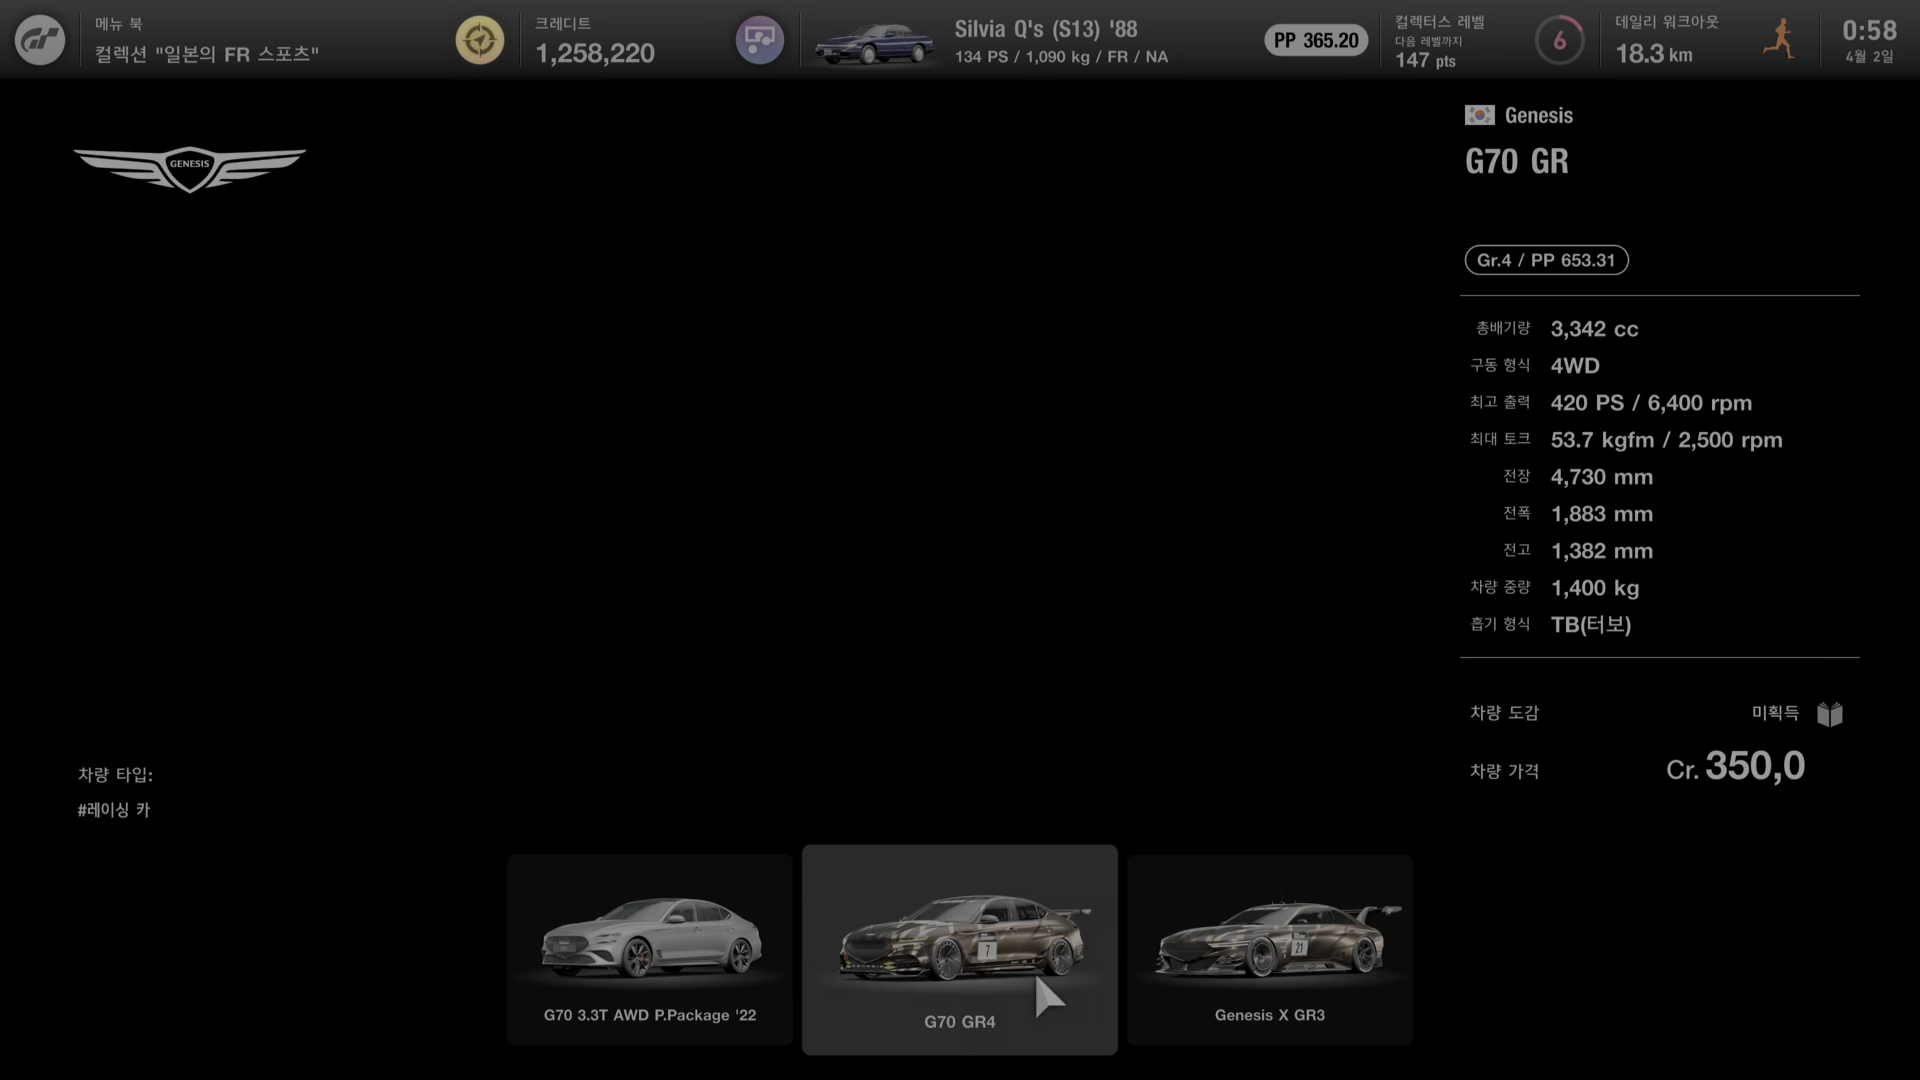 메뉴 북
컬렉션 "일본의 FR 스포츠"
크레디트
1,258,220
Silvia Q's (S13) '88
134 PS / 1,090 kg / FR / NA
PP 365.20
컬렉터스 레벨
다음 레벨까지
147 pts
6
데일리 워크아웃
18.3 km
0:58
4월 2일
GENESIS
Genesis
G70 GR
Gr.4 / PP 653.31
총배기량 3,342 cc
구동 형식 4WD
최고 출력 420 PS / 6,400 rpm
최대 토크 53.7 kgfm / 2,500 rpm
전장 4,730 mm
전폭 1,883 mm
전고 1,382 mm
차량 중량 1,400 kg
흡기 형식 TB(터보)
차량 도감 미획득
차량 가격 Cr. 350,0
차량 타입:
#레이싱 카
7
21
G70 3.3T AWD P.Package '22
G70 GR4
Genesis X GR3